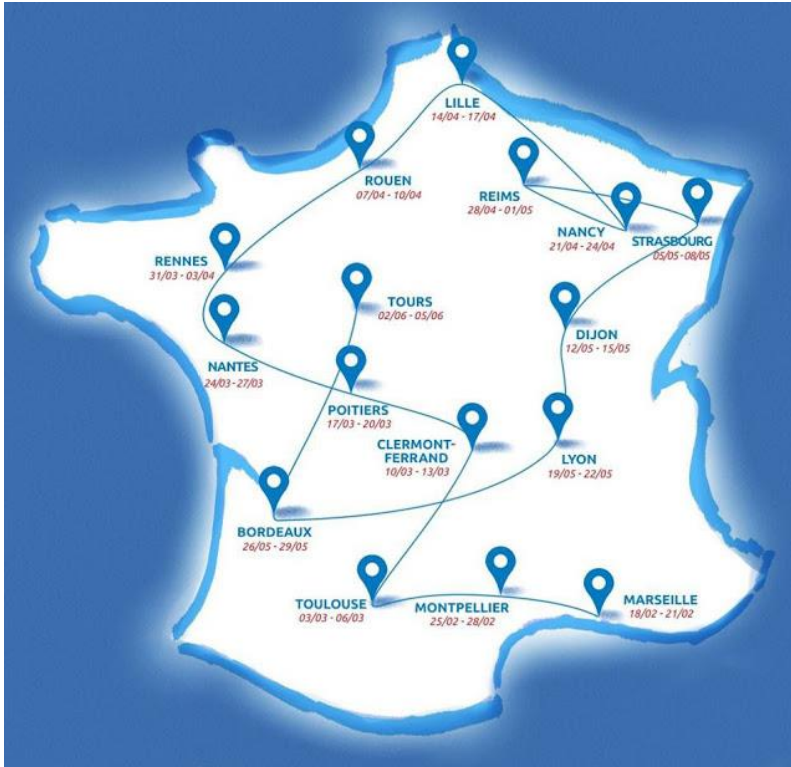 LILLE
14/04 - 17/04
ROUEN
07/04 - 10/04
REIMS
28/04 - 01/05
NANCY
21/04 - 24/04
STRASBOURG
05/05 - 08/05
RENNES
31/03 - 03/04
TOURS
02/06 - 05/06
DIJON
12/05 - 15/05
NANTES
24/03 - 27/03
POITIERS
17/03 - 20/03
CLERMONT-
FERRAND
10/03 - 13/03
LYON
19/05 - 22/05
BORDEAUX
26/05 - 29/05
TOULOUSE
03/03 - 06/03
MONTPELLIER
25/02 - 28/02
MARSEILLE
18/02 - 21/02